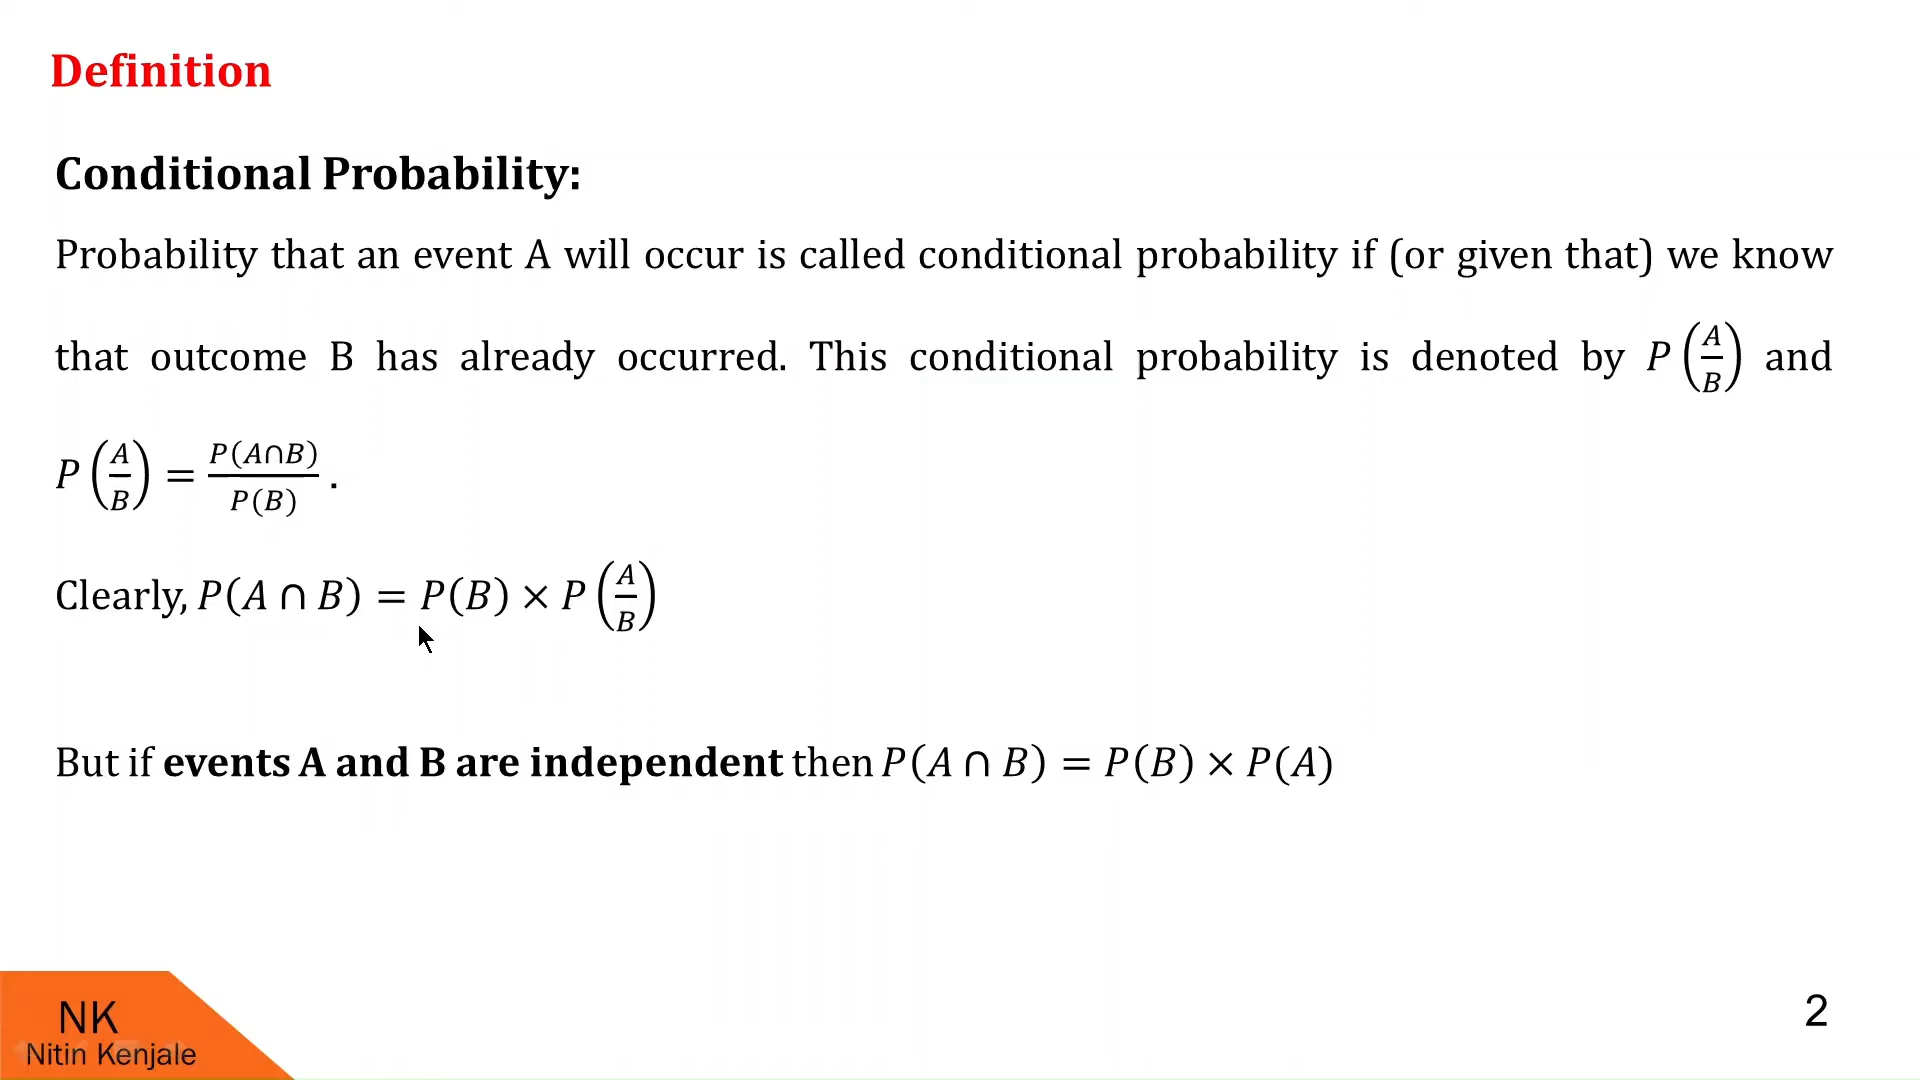 Definition
Conditional Probability:
Probability that an event A will occur is called conditional probability if (or given that) we know
that outcome B has already occurred. This conditional probability is denoted by P(A/B) and
P(A/B) = P(A∩B)/P(B) .
Clearly, P(A ∩ B) = P(B) × P(A/B)
But if events A and B are independent then P(A ∩ B) = P(B) × P(A)
NK
Nitin Kenjale
2